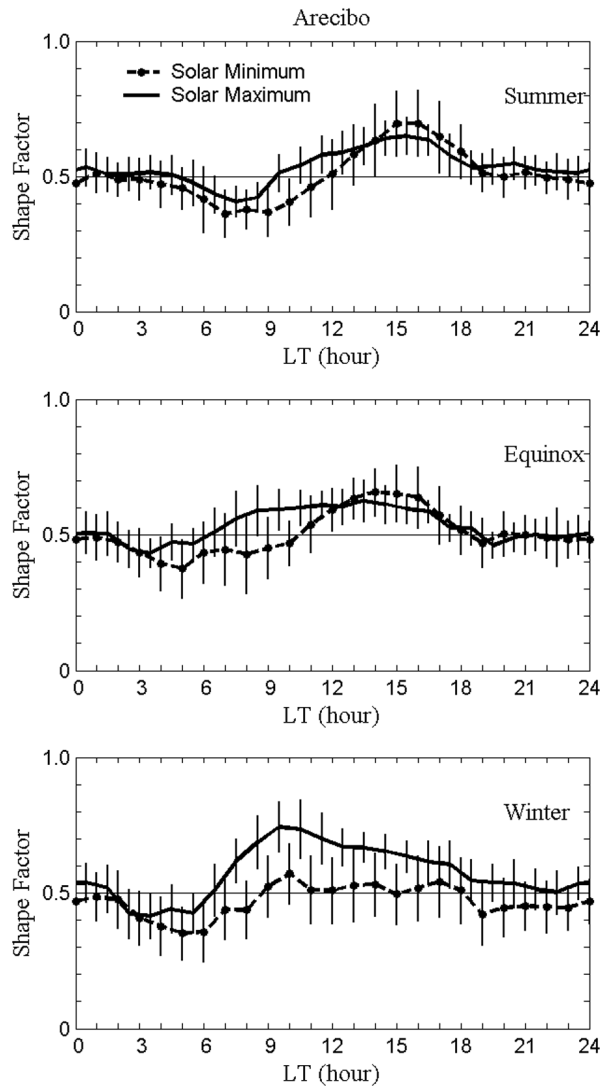 Arecibo
1.0
Solar Minimum
Solar Maximum
Summer
Shape Factor
0.5
0
0 3 6 9 12 15 18 21 24
LT (hour)
1.0
Equinox
Shape Factor
0.5
0
0 3 6 9 12 15 18 21 24
LT (hour)
1.0
Winter
Shape Factor
0.5
0
0 3 6 9 12 15 18 21 24
LT (hour)